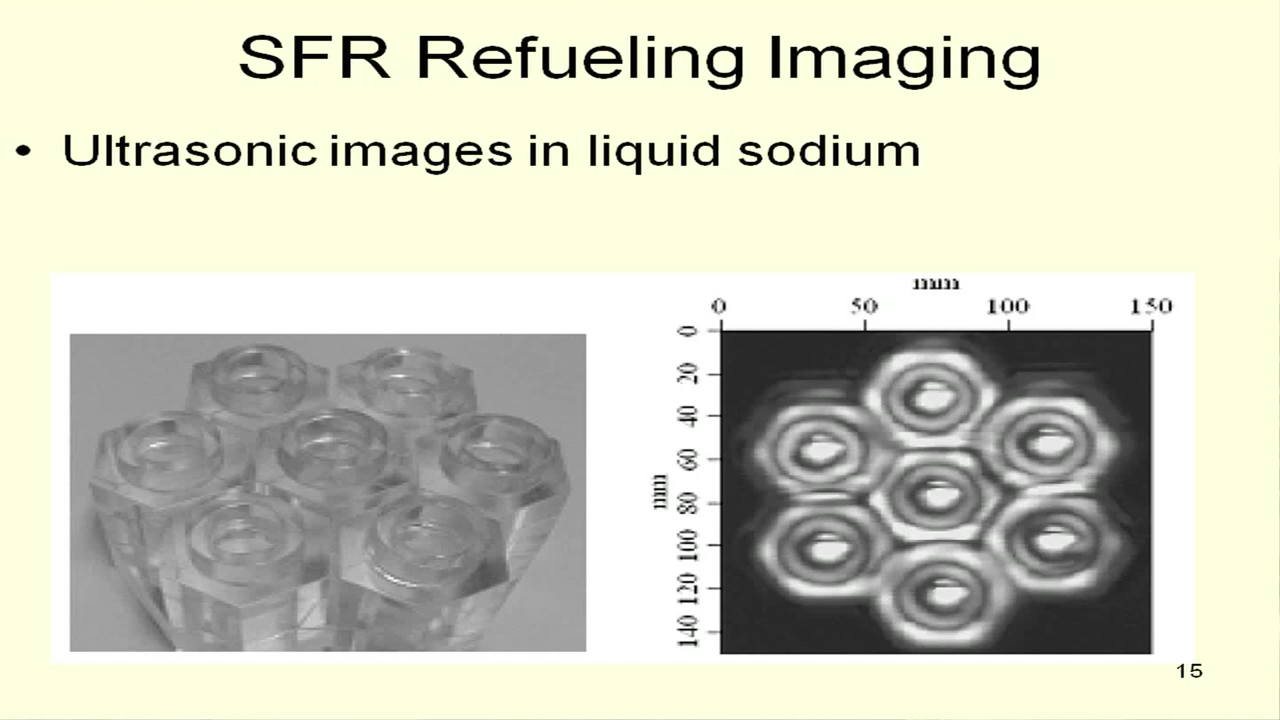 SFR Refueling Imaging
• Ultrasonic images in liquid sodium
mm
0 50 100 150
mm
0
20
40
60
80
100
120
140
15